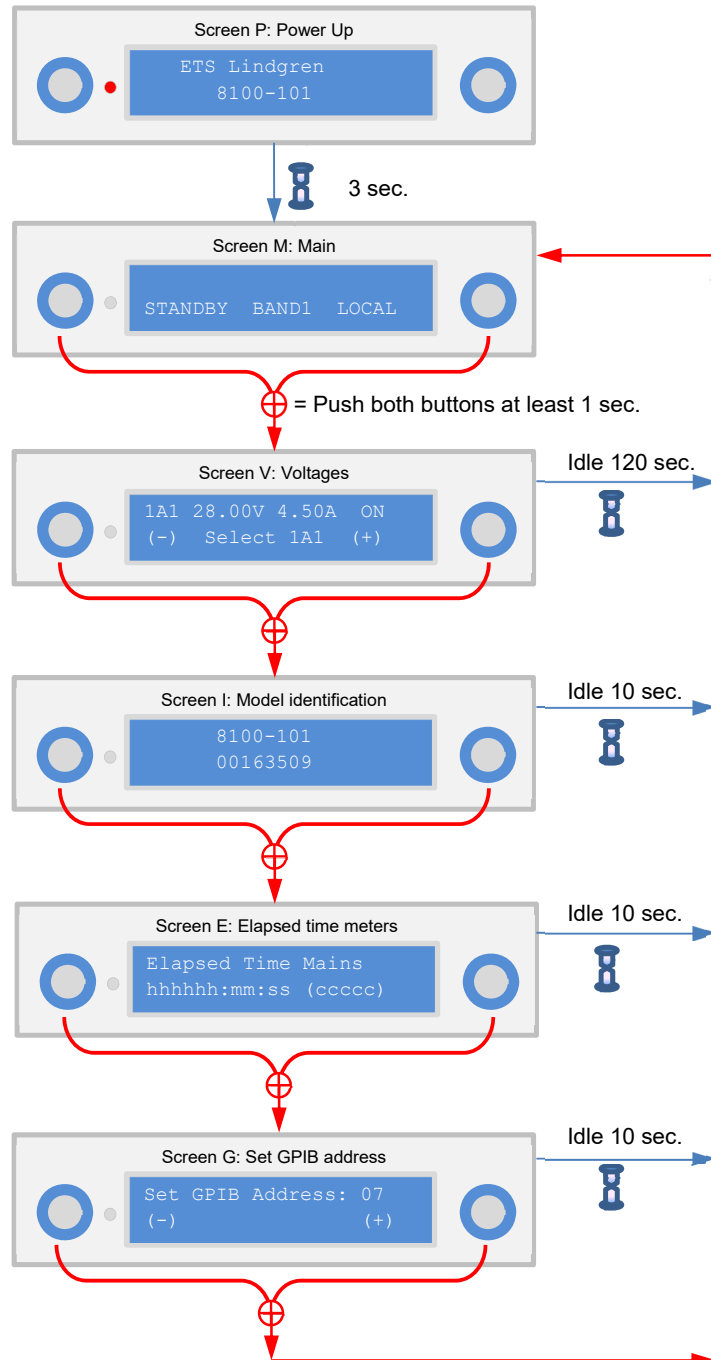 Screen P: Power Up
ETS Lindgren
8100-101
3 sec.
Screen M: Main
STANDBY BAND1 LOCAL
= Push both buttons at least 1 sec.
Screen V: Voltages
1A1 28.00V 4.50A ON
(-) Select 1A1 (+)
Idle 120 sec.
Screen I: Model identification
8100-101
00163509
Idle 10 sec.
Screen E: Elapsed time meters
Elapsed Time Mains
hhhhhh:mm:ss (ccccc)
Idle 10 sec.
Screen G: Set GPIB address
Set GPIB Address: 07
(-) (+)
Idle 10 sec.